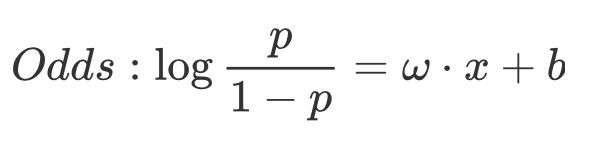 Odds : log p / (1 − p) = ω · x + b